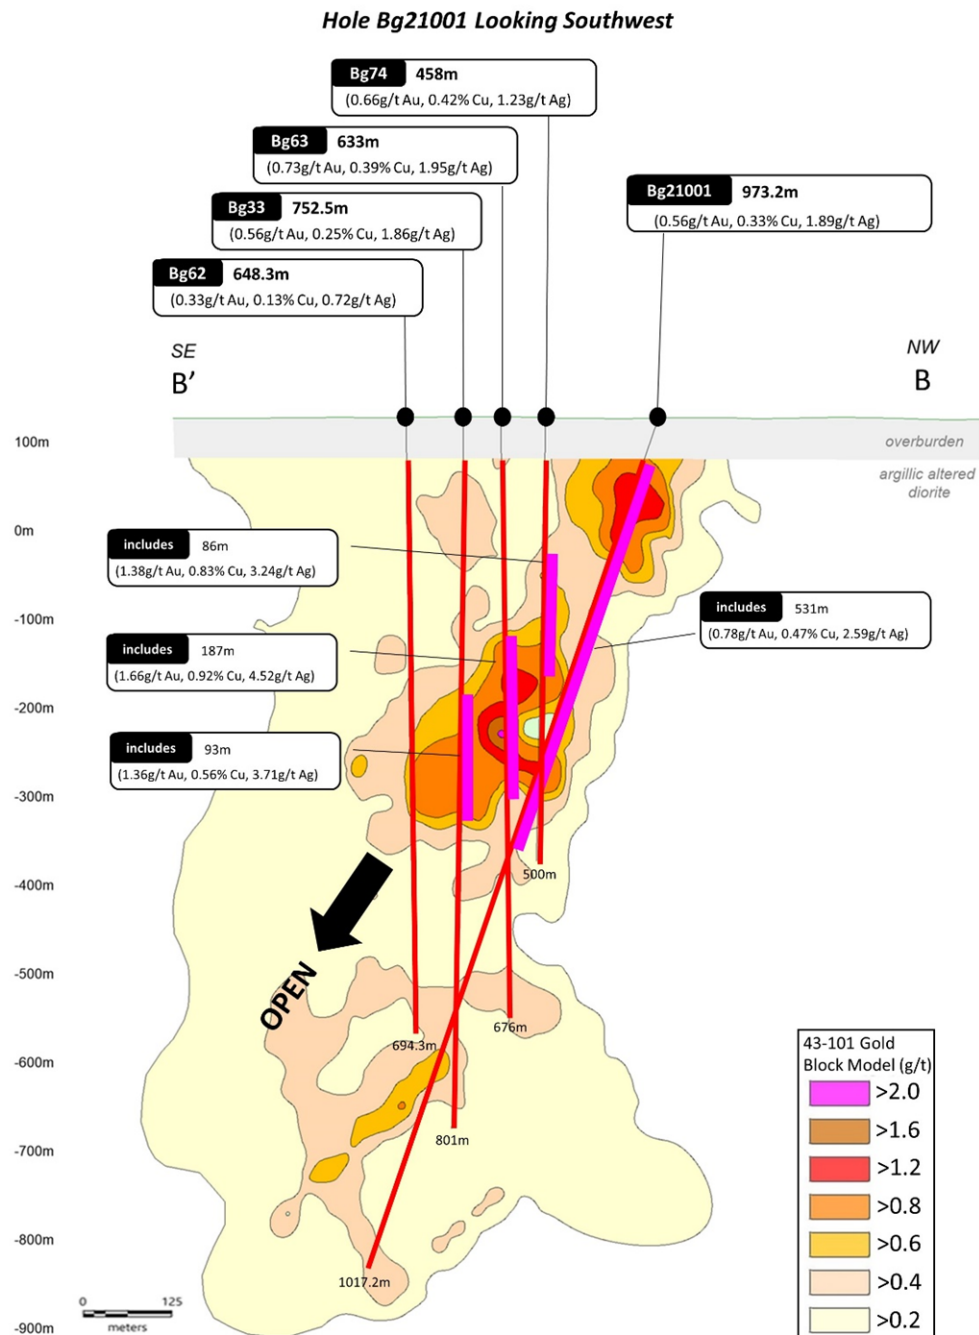 Hole Bg21001 Looking Southwest
Bg74 458m
(0.66g/t Au, 0.42% Cu, 1.23g/t Ag)
Bg63 633m
(0.73g/t Au, 0.39% Cu, 1.95g/t Ag)
Bg21001 973.2m
(0.56g/t Au, 0.33% Cu, 1.89g/t Ag)
Bg33 752.5m
(0.56g/t Au, 0.25% Cu, 1.86g/t Ag)
Bg62 648.3m
(0.33g/t Au, 0.13% Cu, 0.72g/t Ag)
SE
B’
NW
B
100m
overburden
argillic altered
diorite
0m
includes 86m
(1.38g/t Au, 0.83% Cu, 3.24g/t Ag)
-100m
includes 531m
(0.78g/t Au, 0.47% Cu, 2.59g/t Ag)
includes 187m
(1.66g/t Au, 0.92% Cu, 4.52g/t Ag)
-200m
includes 93m
(1.36g/t Au, 0.56% Cu, 3.71g/t Ag)
-300m
500m
-400m
-500m
OPEN
676m
694.3m
-600m
801m
-700m
-800m
1017.2m
0 125
meters
-900m
43-101 Gold
Block Model (g/t)
>2.0
>1.6
>1.2
>0.8
>0.6
>0.4
>0.2